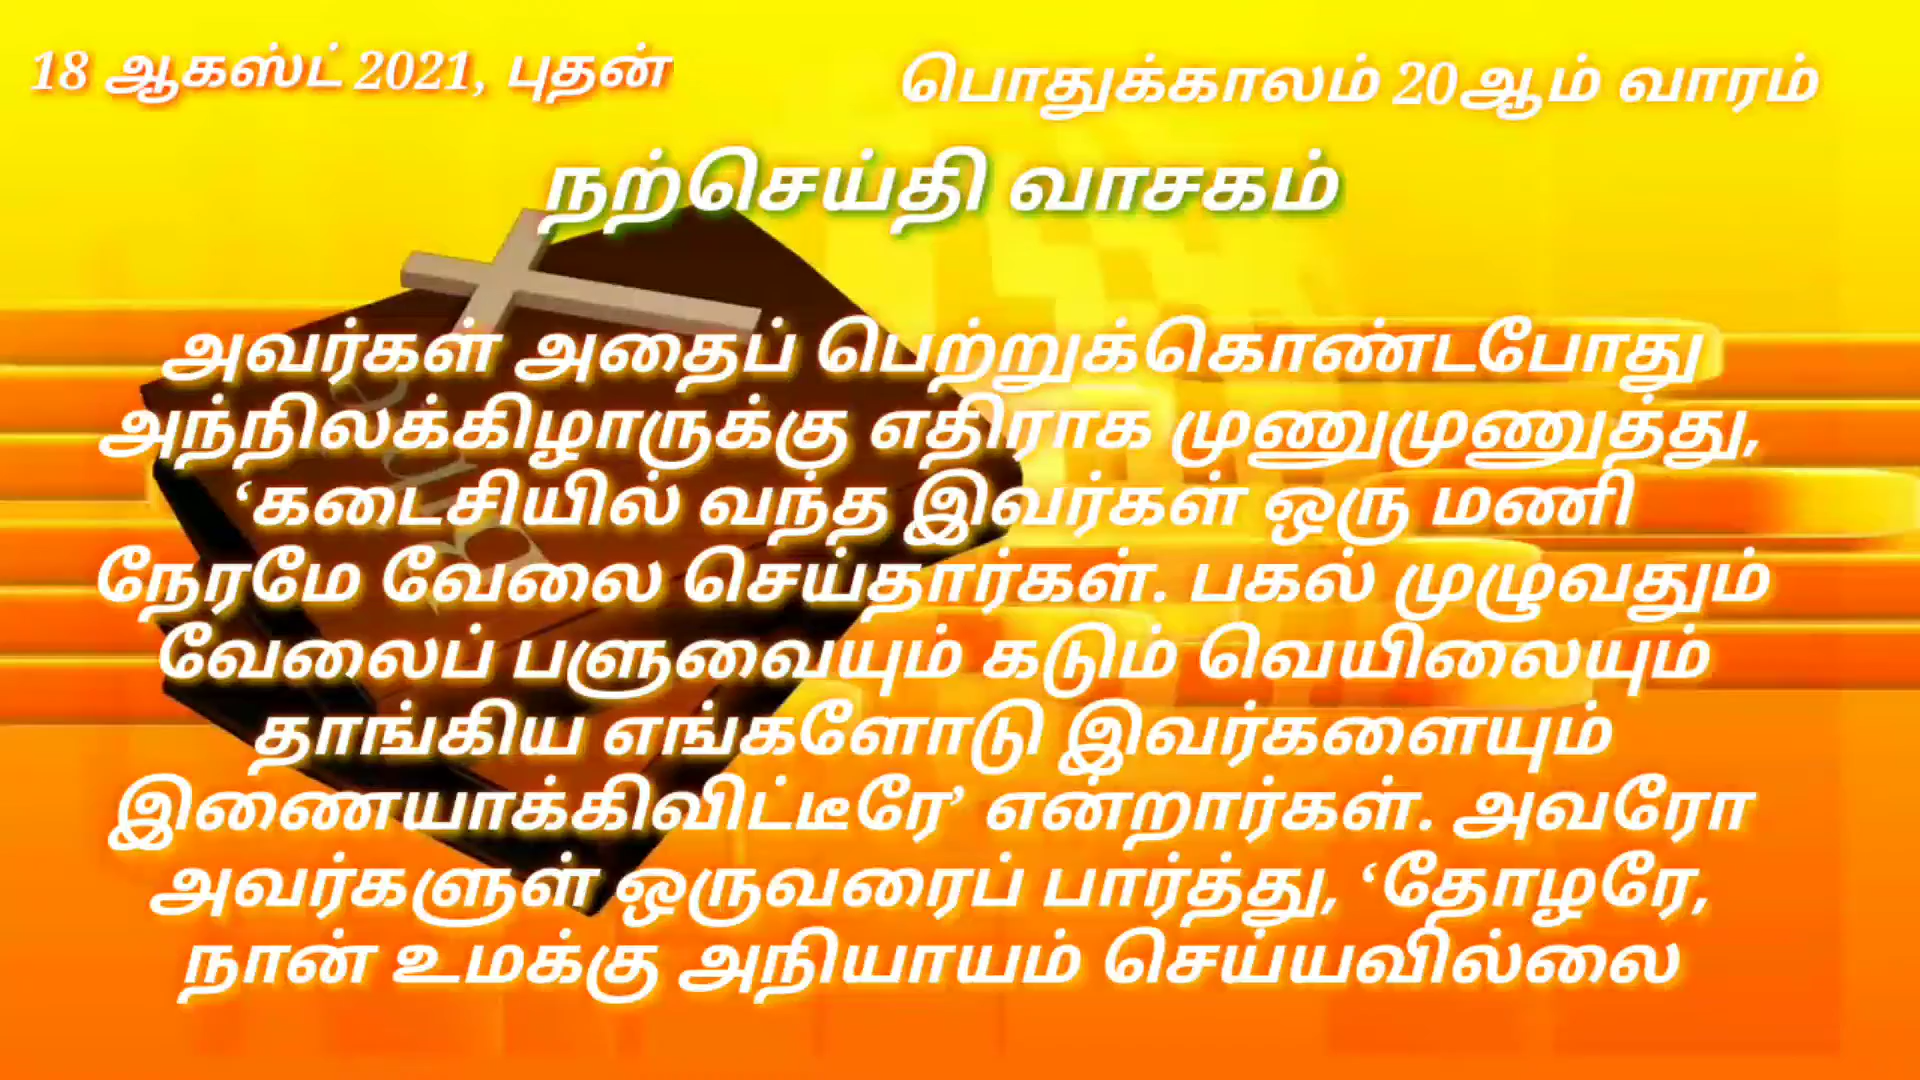 18 ஆகஸ்ட் 2021, புதன்
பொதுக்காலம் 20ஆம் வாரம்
நற்செய்தி வாசகம்
அவர்கள் அதைப் பெற்றுக்கொண்டபோது
அந்நிலக்கிழாருக்கு எதிராக முணுமுணுத்து,
‘கடைசியில் வந்த இவர்கள் ஒரு மணி
நேரமே வேலை செய்தார்கள். பகல் முழுவதும்
வேலைப் பளுவையும் கடும் வெயிலையும்
தாங்கிய எங்களோடு இவர்களையும்
இணையாக்கிவிட்டீரே’ என்றார்கள். அவரோ
அவர்களுள் ஒருவரைப் பார்த்து, ‘தோழரே,
நான் உமக்கு அநியாயம் செய்யவில்லை